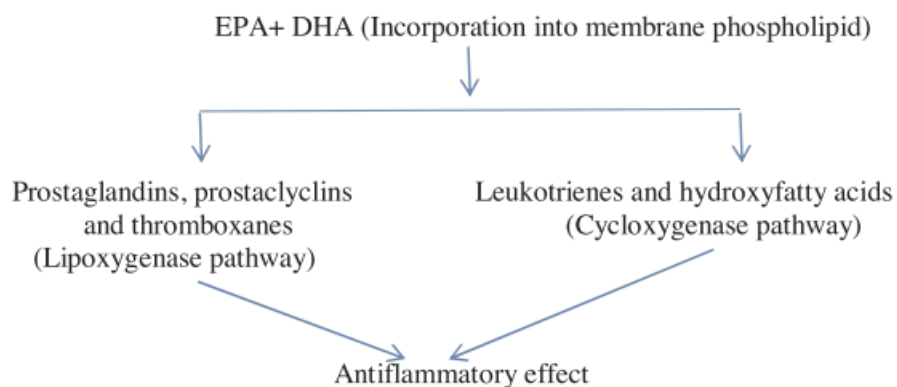 EPA+ DHA (Incorporation into membrane phospholipid)
Prostaglandins, prostaclyclins
and thromboxanes
(Lipoxygenase pathway)
Leukotrienes and hydroxyfatty acids
(Cycloxygenase pathway)
Antiflammatory effect